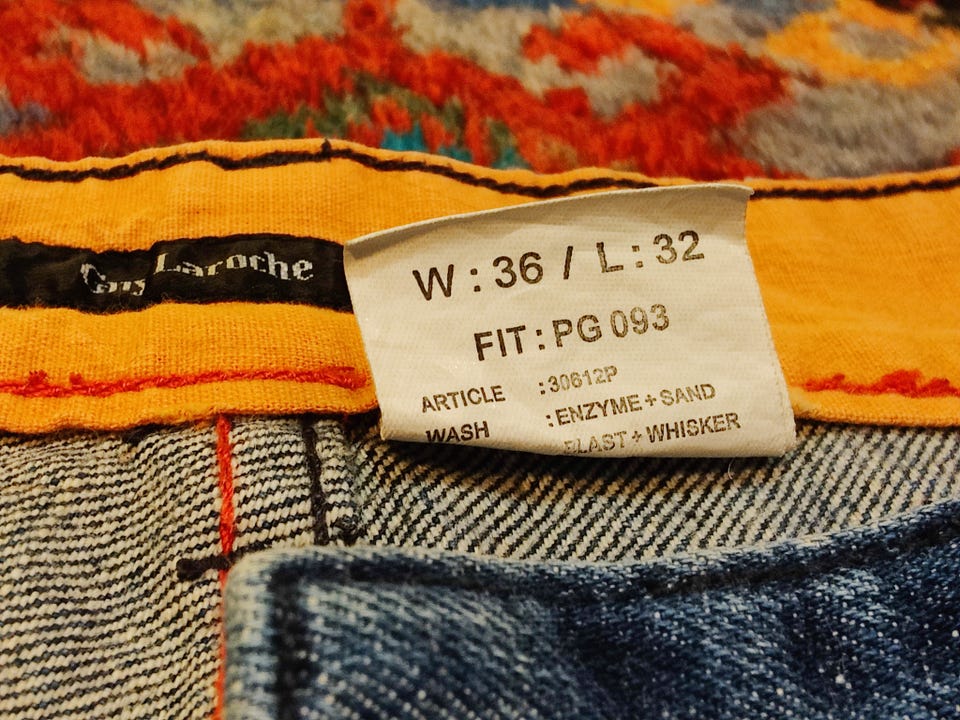 Guy Laroche
W : 36 / L : 32
FIT : PG 093
ARTICLE : 30612P
WASH : ENZYME + SAND
BLAST + WHISKER